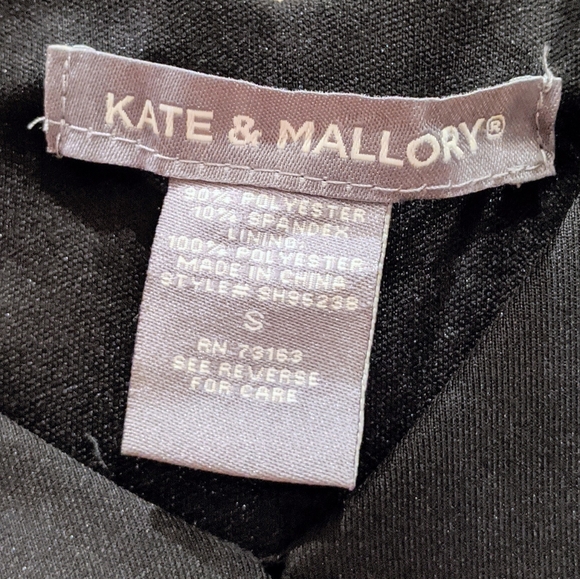 KATE & MALLORY®
90% POLYESTER
10% SPANDEX
LINING:
100% POLYESTER
MADE IN CHINA
STYLE# SH9523B
S
RN 73163
SEE REVERSE
FOR CARE